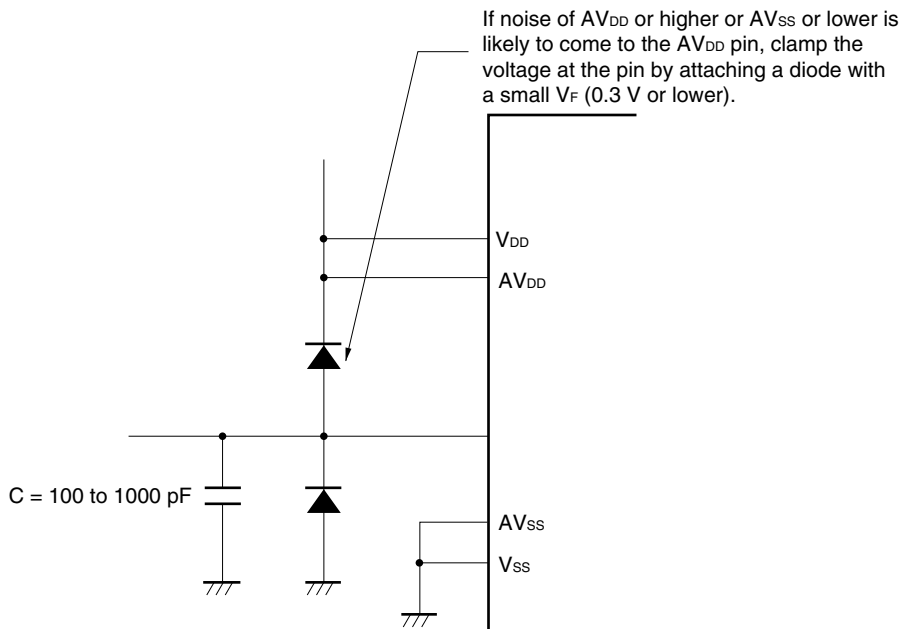 If noise of AVDD or higher or AVSS or lower is
likely to come to the AVDD pin, clamp the
voltage at the pin by attaching a diode with
a small VF (0.3 V or lower).
VDD
AVDD
C = 100 to 1000 pF
AVSS
VSS